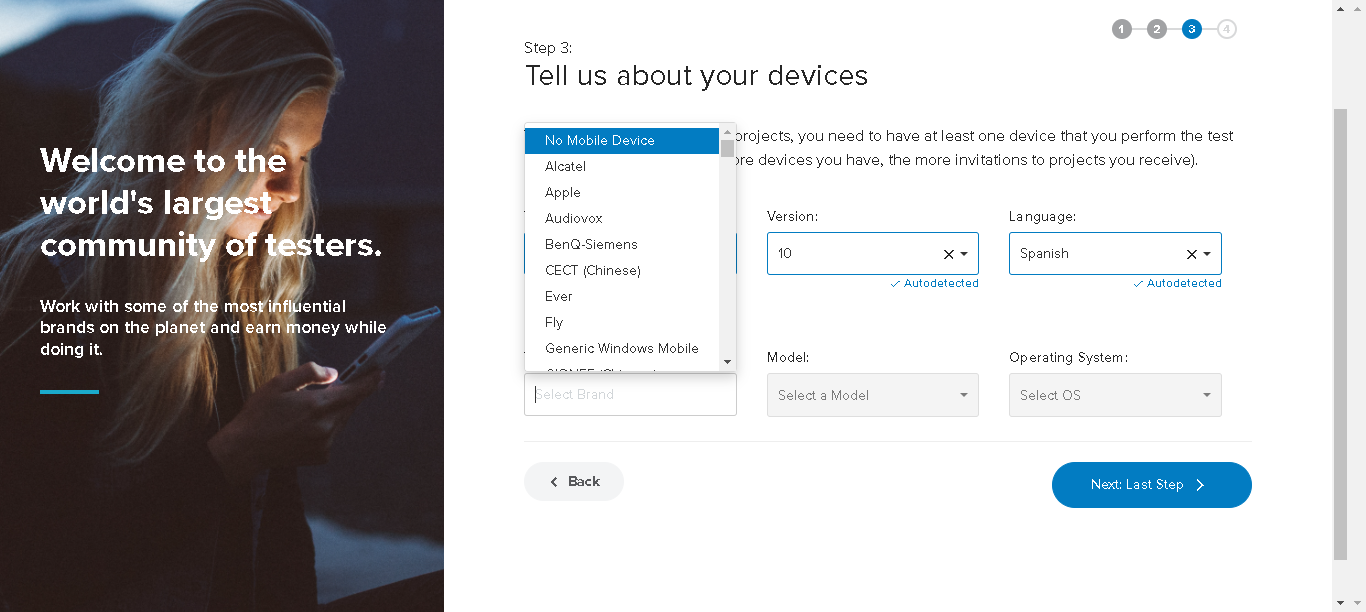 Welcome to the
world's largest
community of testers.
Work with some of the most influential
brands on the planet and earn money while
doing it.
1 2 3 4
Step 3:
Tell us about your devices
projects, you need to have at least one device that you perform the test
devices you have, the more invitations to projects you receive).
No Mobile Device
Alcatel
Apple
Audiovox
BenQ-Siemens
CECT (Chinese)
Ever
Fly
Generic Windows Mobile
Version:
10
Autodetected
Language:
Spanish
Autodetected
Select Brand
Model:
Select a Model
Operating System:
Select OS
Back
Next: Last Step